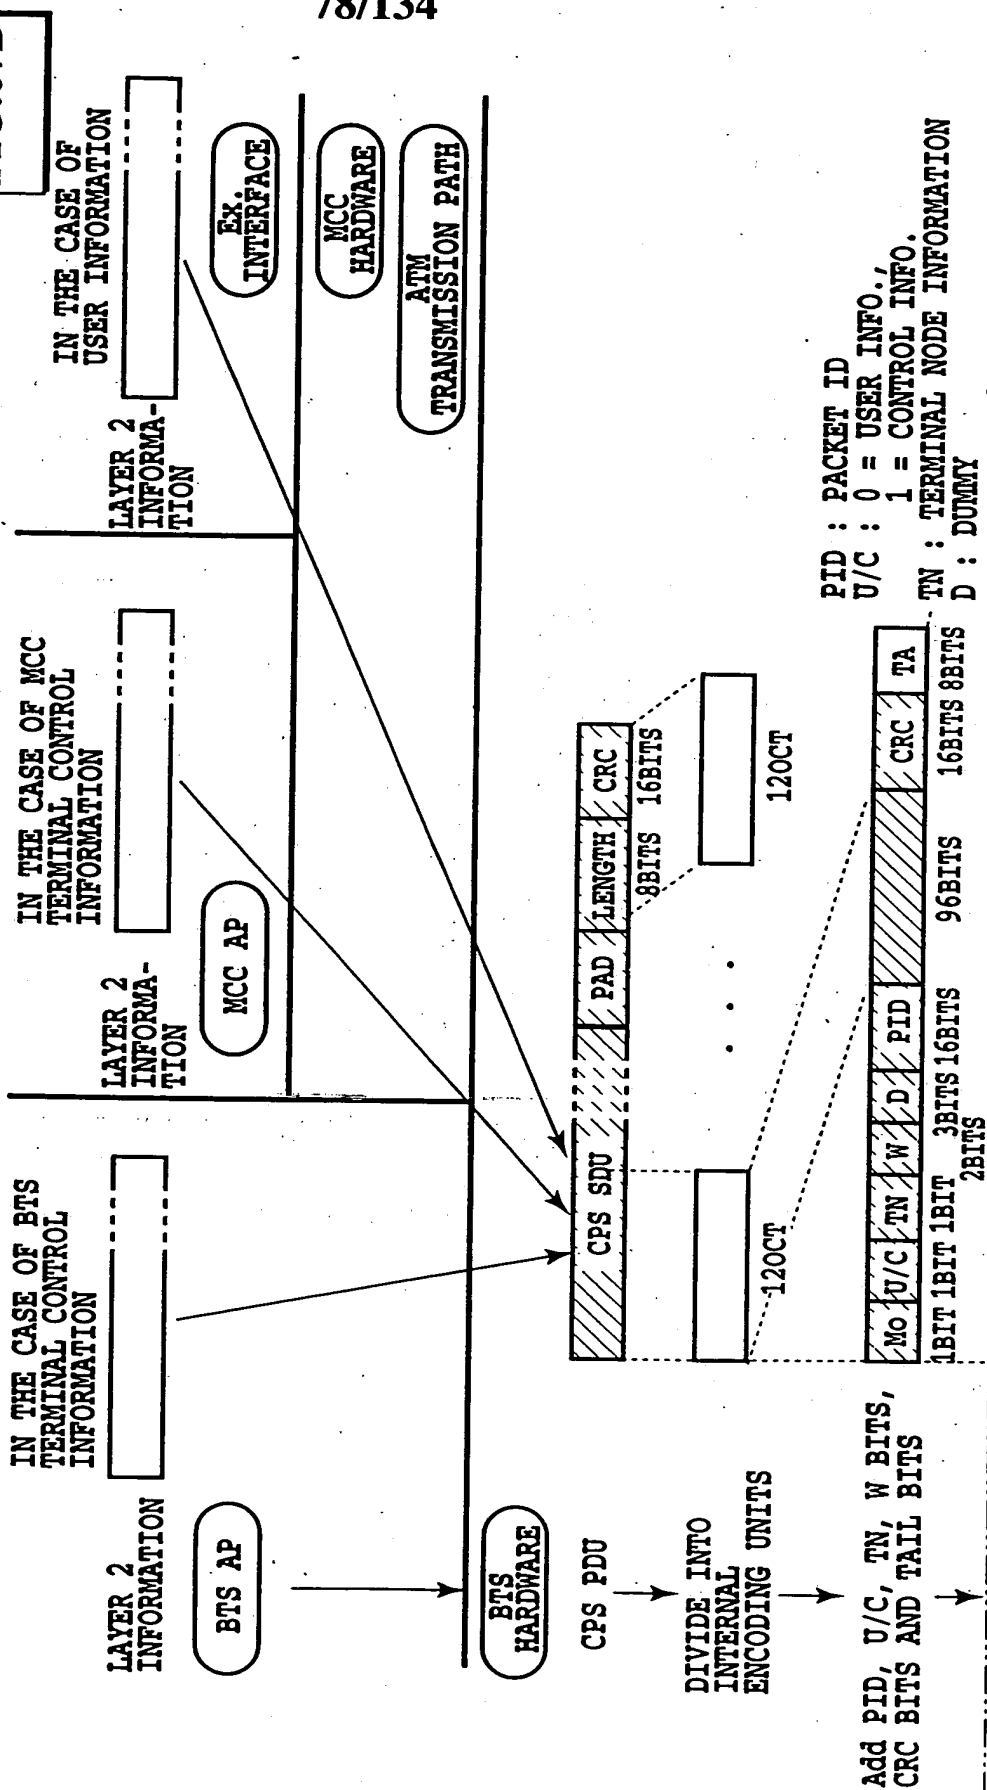 78/134
IN THE CASE OF BTS
TERMINAL CONTROL
INFORMATION
IN THE CASE OF MCC
TERMINAL CONTROL
INFORMATION
IN THE CASE OF
USER INFORMATION
LAYER 2
INFORMATION
LAYER 2
INFORMA-
TION
LAYER 2
INFORMA-
TION
BTS AP
MCC AP
EX.
INTERFACE
MCC
HARDWARE
ATM
TRANSMISSION PATH
BTS
HARDWARE
CPS PDU
CPS SDU
PAD
LENGTH
CRC
8BITS
16BITS
DIVIDE INTO
INTERNAL
ENCODING UNITS
12OCT
12OCT
PID : PACKET ID
U/C : 0 = USER INFO.,
1 = CONTROL INFO.
TN : TERMINAL NODE INFORMATION
D : DUMMY
Add PID, U/C, TN, W BITS,
CRC BITS AND TAIL BITS
Mo U/C TN W D PID CRC TA
1BIT 1BIT 1BIT 3BITS 16BITS 96BITS 16BITS 8BITS
2BITS